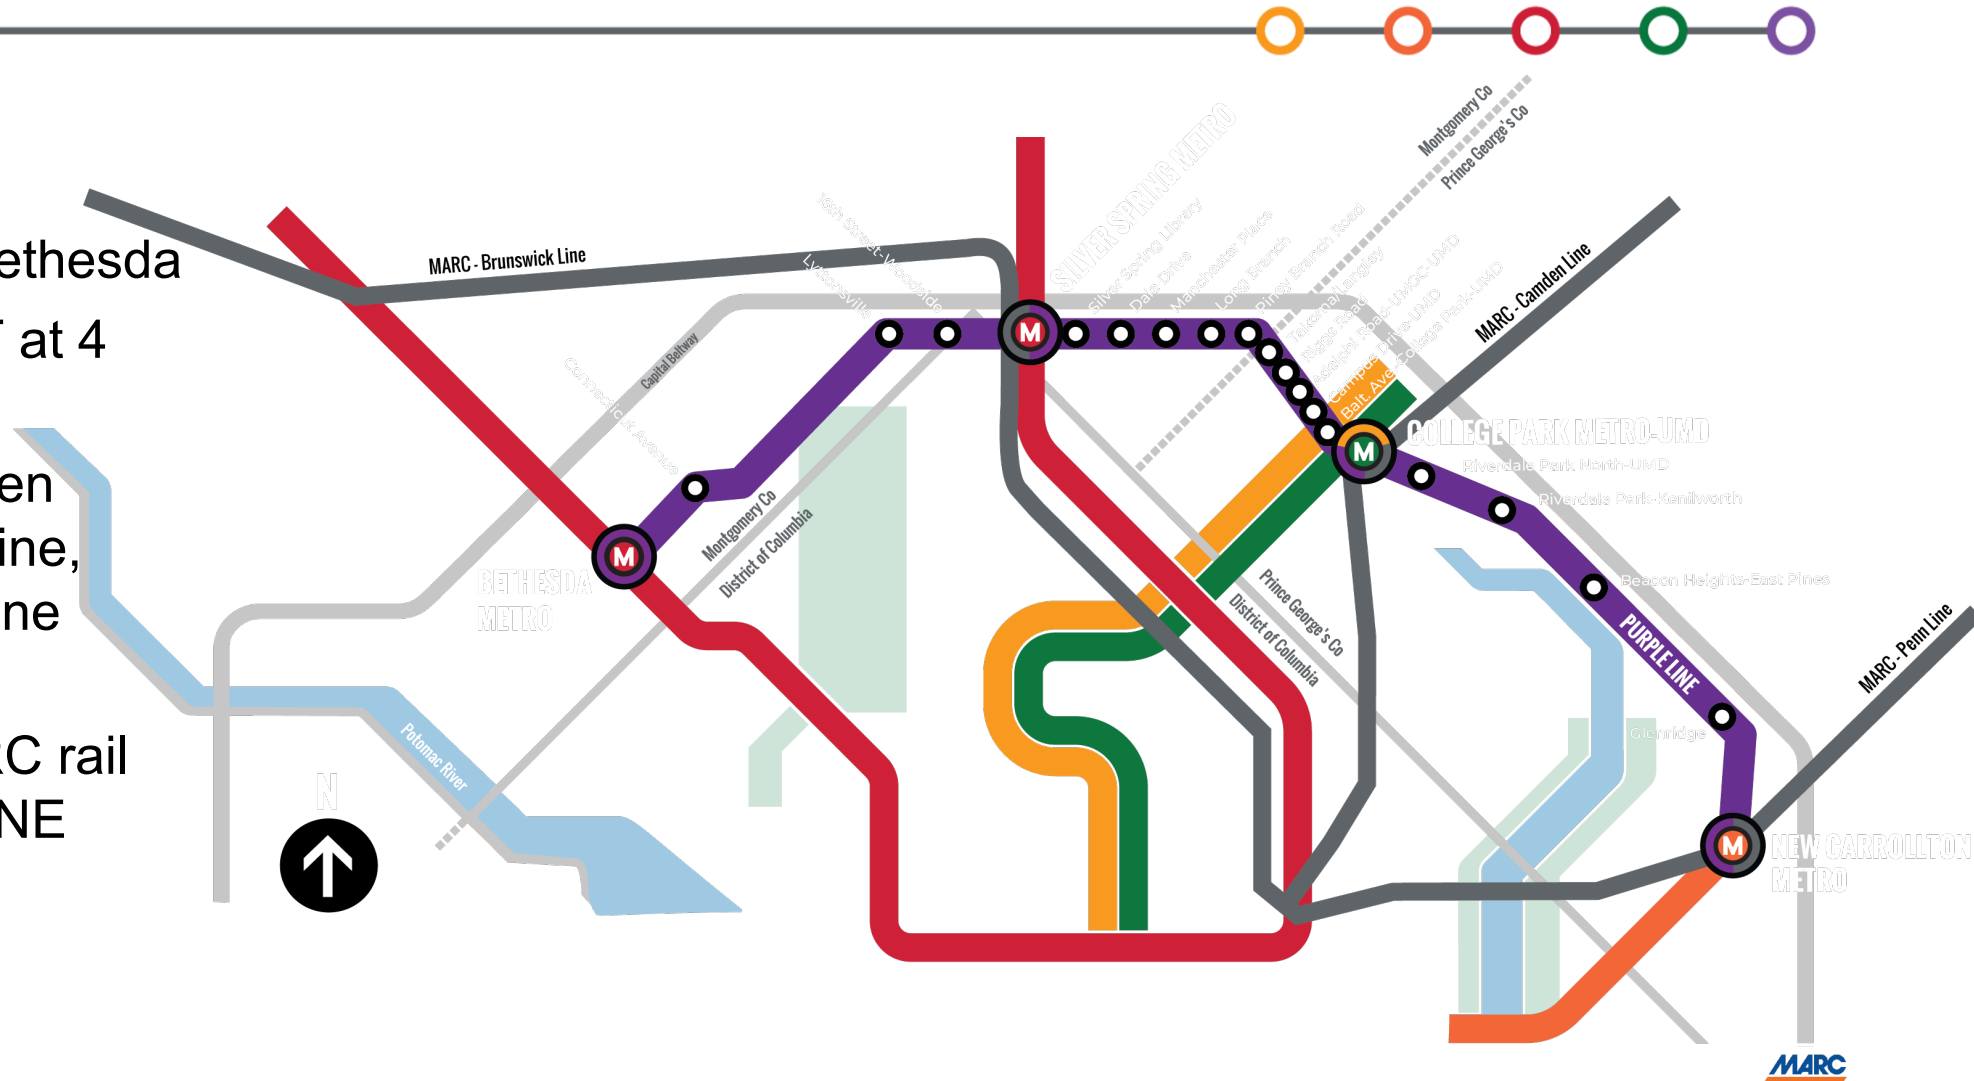 ethesda
at 4
en
ine,
ne
C rail
NE
MARC - Brunswick Line
Capital Beltway
Connecticut Avenue
Lyttonsville
16th Street-Woodside
SILVER SPRING METRO
Silver Spring Library
Dale Drive
Manchester Place
Long Branch
Piney Branch Road
Takoma/Langley
Riggs Road
Adelphi Road-UMGC-UMD
Campus Drive-UMD
Balt. Ave.-College Park-UMD
Montgomery Co
Prince George's Co
MARC - Camden Line
COLLEGE PARK METRO-UMD
Riverdale Park North-UMD
Riverdale Park-Kenilworth
Beacon Heights-East Pines
PURPLE LINE
Glenridge
MARC - Penn Line
NEW CARROLLTON
METRO
BETHESDA
METRO
Montgomery Co
District of Columbia
Prince George's Co
District of Columbia
Potomac River
N
M
M
M
M
MARC